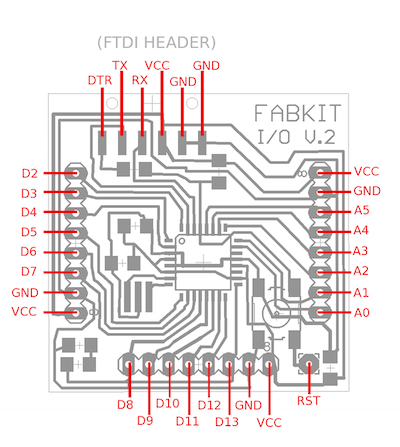 (FTDI HEADER)
DTR TX RX VCC GND GND
FABKIT
I/O V.2
D2 VCC
D3 GND
D4 A5
D5 A4
D6 A3
D7 A2
GND A1
VCC A0
D8 D9 D10 D11 D12 D13 GND VCC RST